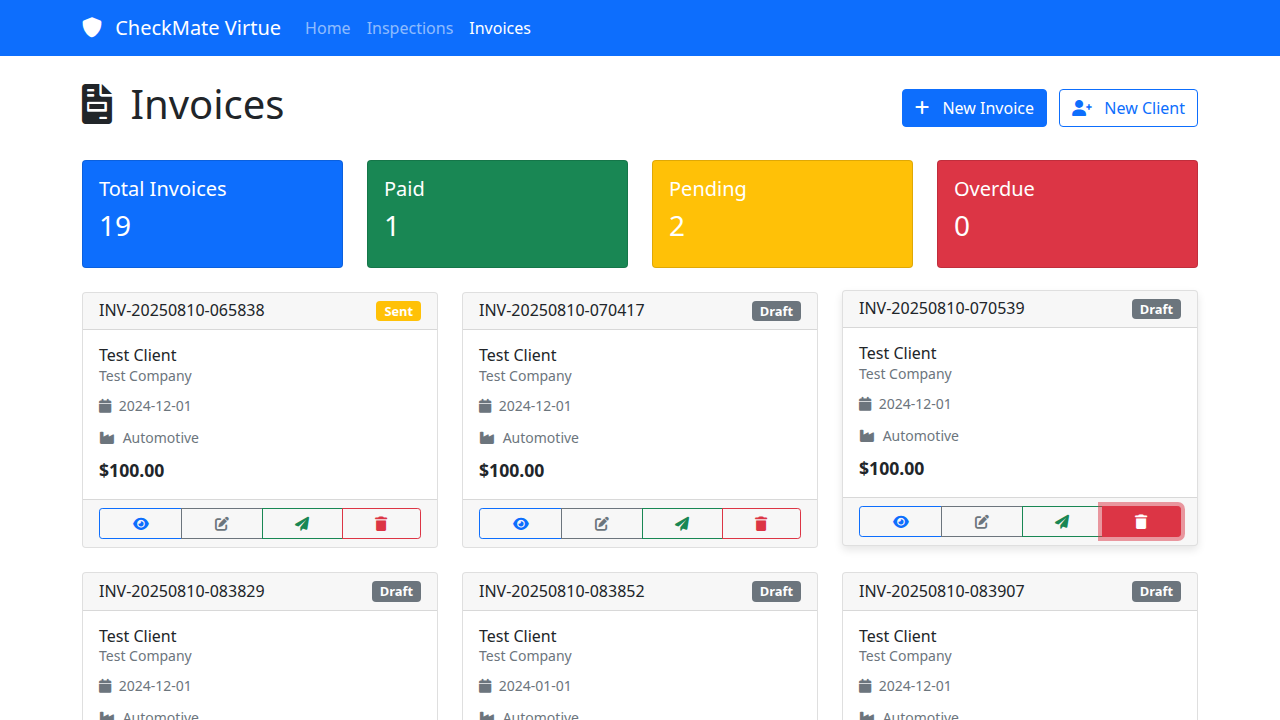 CheckMate Virtue Home Inspections Invoices
Invoices
New Invoice New Client
Total Invoices
19
Paid
1
Pending
2
Overdue
0
INV-20250810-065838 Sent
Test Client
Test Company
2024-12-01
Automotive
$100.00
INV-20250810-070417 Draft
Test Client
Test Company
2024-12-01
Automotive
$100.00
INV-20250810-070539 Draft
Test Client
Test Company
2024-12-01
Automotive
$100.00
INV-20250810-083829 Draft
Test Client
Test Company
2024-12-01
Automotive
INV-20250810-083852 Draft
Test Client
Test Company
2024-01-01
Automotive
INV-20250810-083907 Draft
Test Client
Test Company
2024-12-01
Automotive